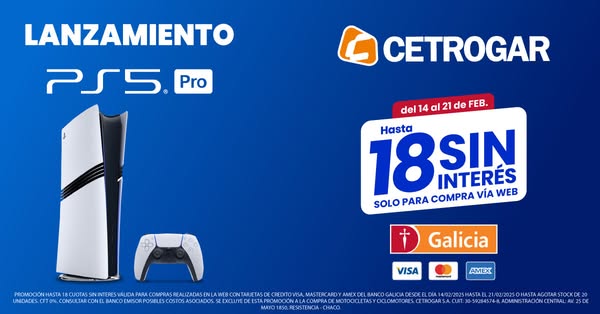 LANZAMIENTO
PS5 Pro
CETROGAR
del 14 al 21 de FEB.
Hasta
18 SIN
INTERÉS
SOLO PARA COMPRA VÍA WEB
Galicia
VISA mastercard AMEX
PROMOCIÓN HASTA 18 CUOTAS SIN INTERES VÁLIDA PARA COMPRAS REALIZADAS EN LA WEB CON TARJETAS DE CREDITO VISA, MASTERCARD Y AMEX DEL BANCO GALICIA DESDE EL DÍA 14/02/2025 HASTA EL 21/02/2025 O HASTA AGOTAR STOCK DE 20
UNIDADES. CFT 0%. CONSULTAR CON EL BANCO EMISOR POSIBLES COSTOS ASOCIADOS. SE EXCLUYE DE ESTA PROMOCIÓN A LA COMPRA DE MOTOCICLETAS Y CICLOMOTORES. CETROGAR S.A. CUIT: 30-59284574-8, ADMINISTRACIÓN CENTRAL: AV. 25 DE
MAYO 1850, RESISTENCIA - CHACO.